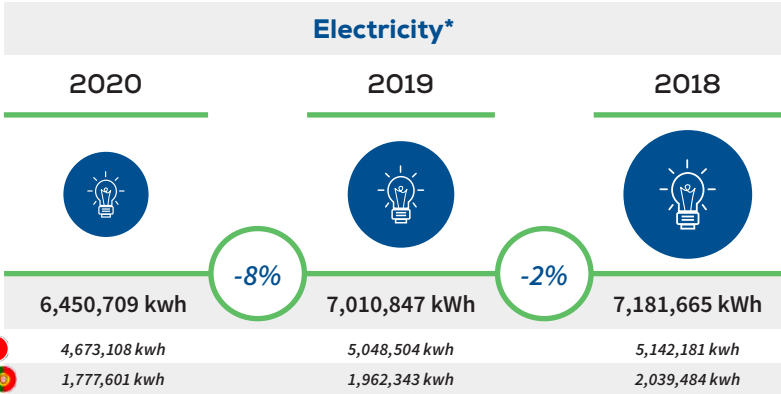 Electricity*
2020 2019 2018
-8% -2%
6,450,709 kwh 7,010,847 kWh 7,181,665 kWh
4,673,108 kwh 5,048,504 kwh 5,142,181 kwh
1,777,601 kwh 1,962,343 kwh 2,039,484 kwh